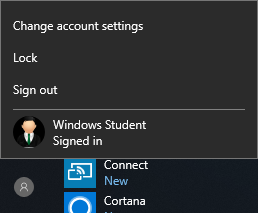 Change account settings
Lock
Sign out
Windows Student
Signed in
Connect
New
Cortana